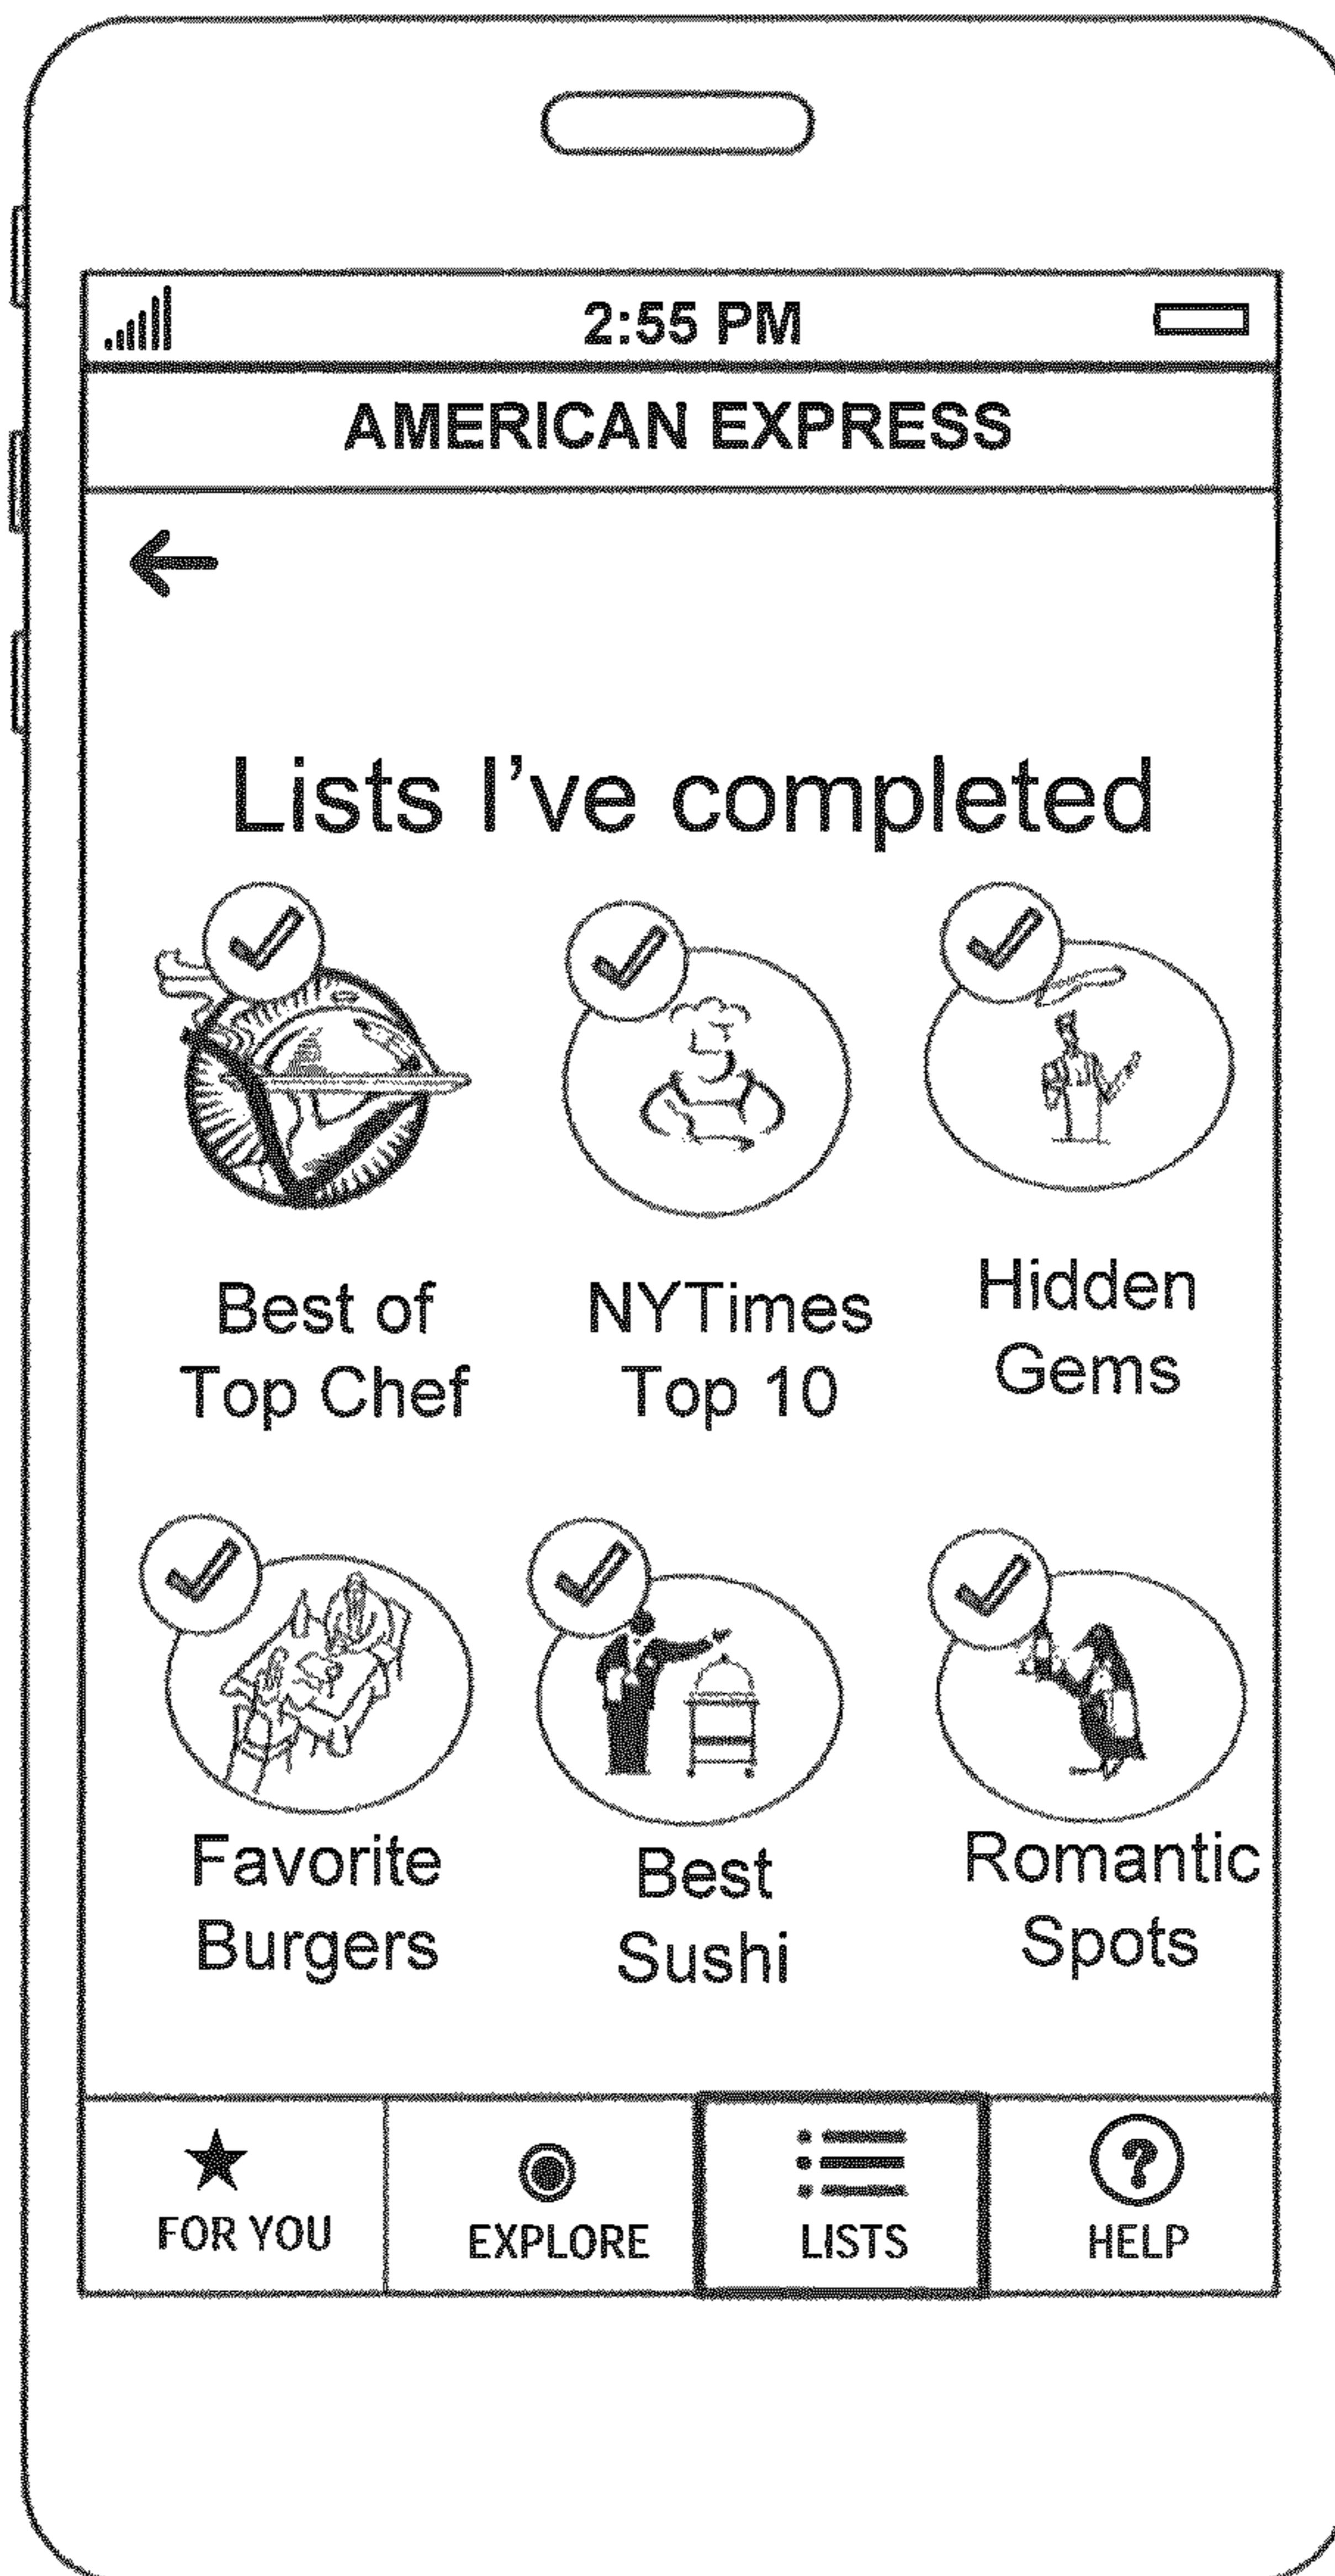 2:55 PM
AMERICAN EXPRESS
Lists I've completed
Best of
Top Chef
NYTimes
Top 10
Hidden
Gems
Favorite
Burgers
Best
Sushi
Romantic
Spots
FOR YOU
EXPLORE
LISTS
HELP